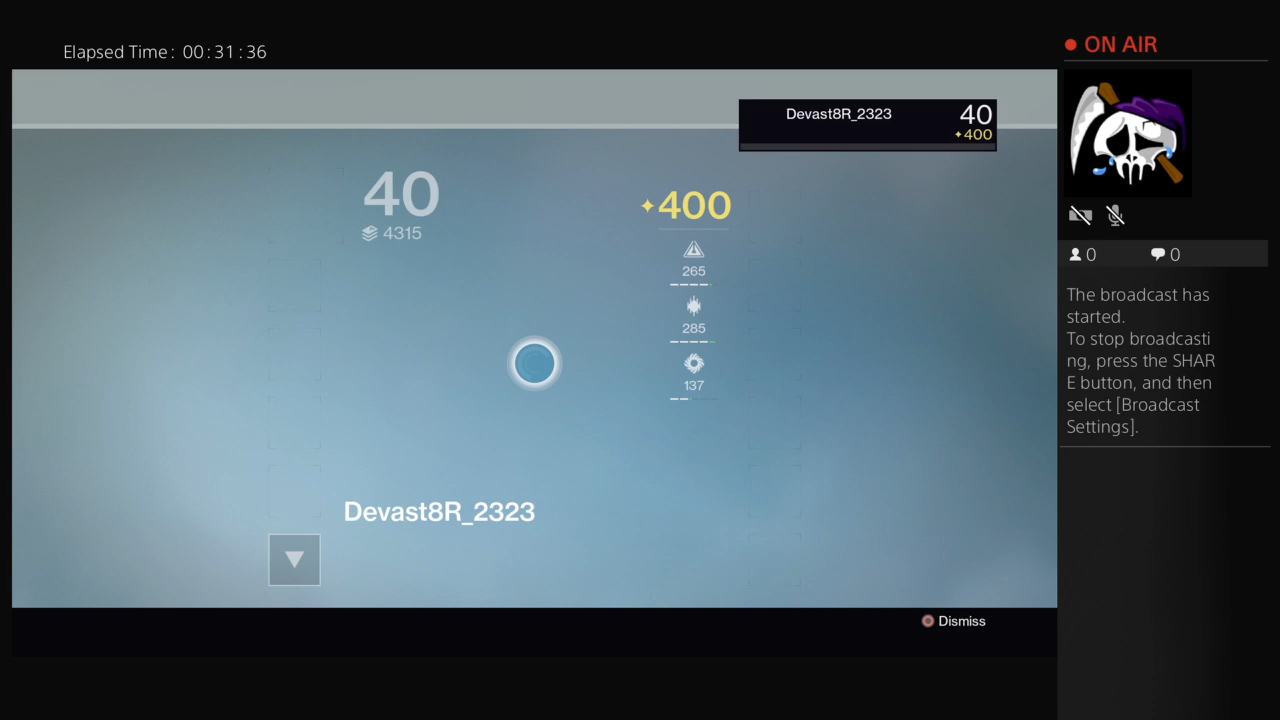 Elapsed Time: 00:31:36
ON AIR
Devast8R_2323
40
400
40
4315
400
265
285
137
Devast8R_2323
Dismiss
0
0
The broadcast has
started.
To stop broadcasti
ng, press the SHAR
E button, and then
select [Broadcast
Settings].